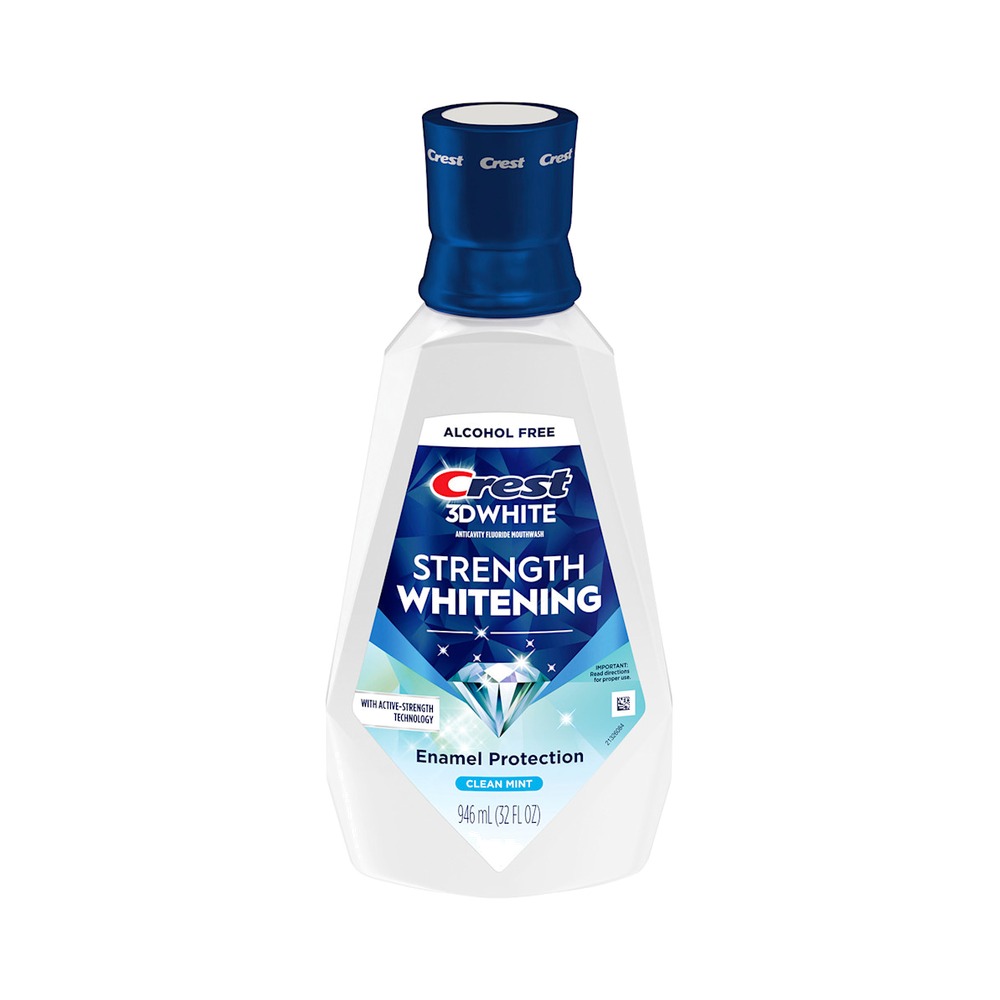 Crest Crest Crest
ALCOHOL FREE
Crest
3DWHITE
ANTICAVITY FLUORIDE MOUTHWASH
STRENGTH
WHITENING
IMPORTANT:
Read directions
for proper use.
WITH ACTIVE-STRENGTH
TECHNOLOGY
21326084
Enamel Protection
CLEAN MINT
946 mL (32 FL OZ)